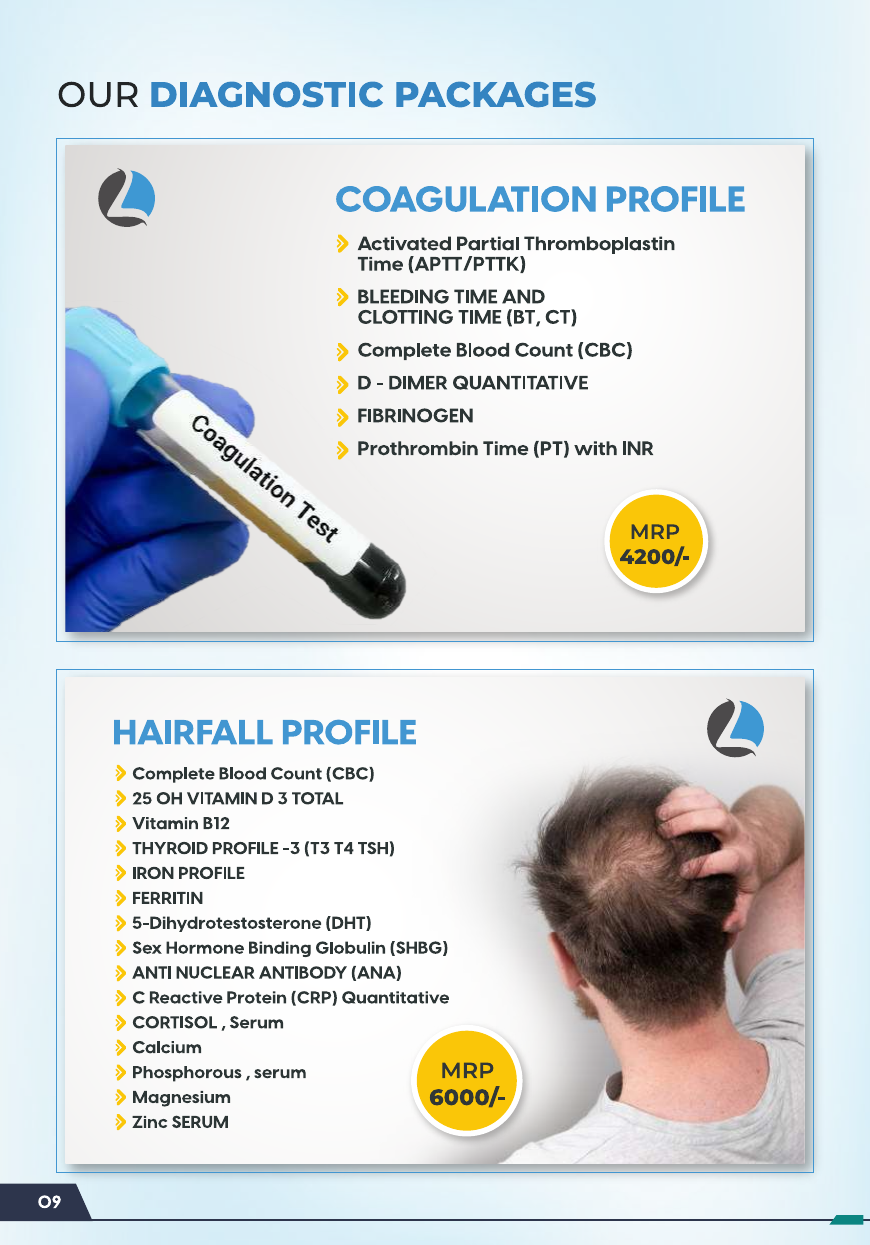 OUR DIAGNOSTIC PACKAGES
COAGULATION PROFILE
Activated Partial Thromboplastin
Time (APTT/PTTK)
BLEEDING TIME AND
CLOTTING TIME (BT, CT)
Complete Blood Count (CBC)
D - DIMER QUANTITATIVE
FIBRINOGEN
Prothrombin Time (PT) with INR
Coagulation Test
MRP
4200/-
HAIRFALL PROFILE
Complete Blood Count (CBC)
25 OH VITAMIN D 3 TOTAL
Vitamin B12
THYROID PROFILE -3 (T3 T4 TSH)
IRON PROFILE
FERRITIN
5-Dihydrotestosterone (DHT)
Sex Hormone Binding Globulin (SHBG)
ANTI NUCLEAR ANTIBODY (ANA)
C Reactive Protein (CRP) Quantitative
CORTISOL , Serum
Calcium
Phosphorous , serum
Magnesium
Zinc SERUM
MRP
6000/-
09